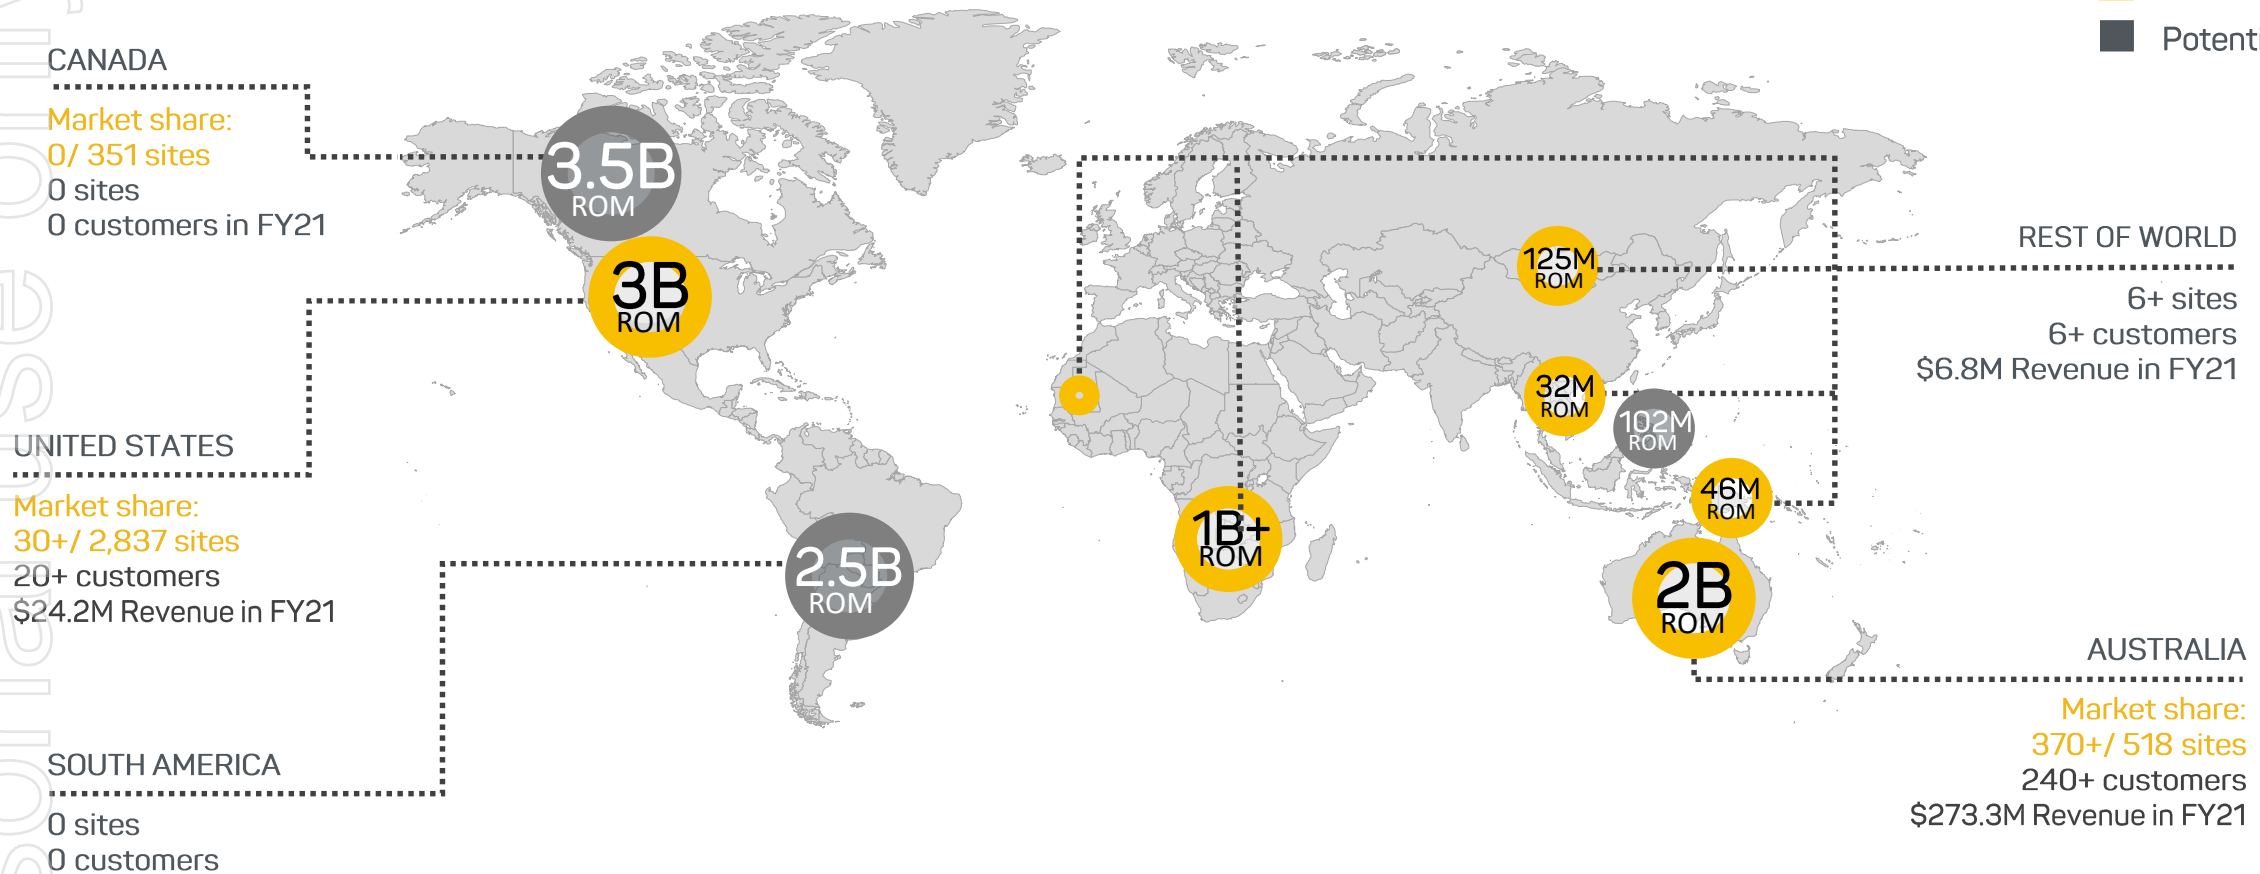 Potenti
CANADA
Market share:
0/ 351 sites
0 sites
0 customers in FY21
3.5B
ROM
3B
ROM
UNITED STATES
Market share:
30+/ 2,837 sites
20+ customers
$24.2M Revenue in FY21
2.5B
ROM
SOUTH AMERICA
0 sites
0 customers
1B+
ROM
125M
ROM
32M
ROM
102M
ROM
46M
ROM
2B
ROM
REST OF WORLD
6+ sites
6+ customers
$6.8M Revenue in FY21
AUSTRALIA
Market share:
370+/ 518 sites
240+ customers
$273.3M Revenue in FY21
sonal use only